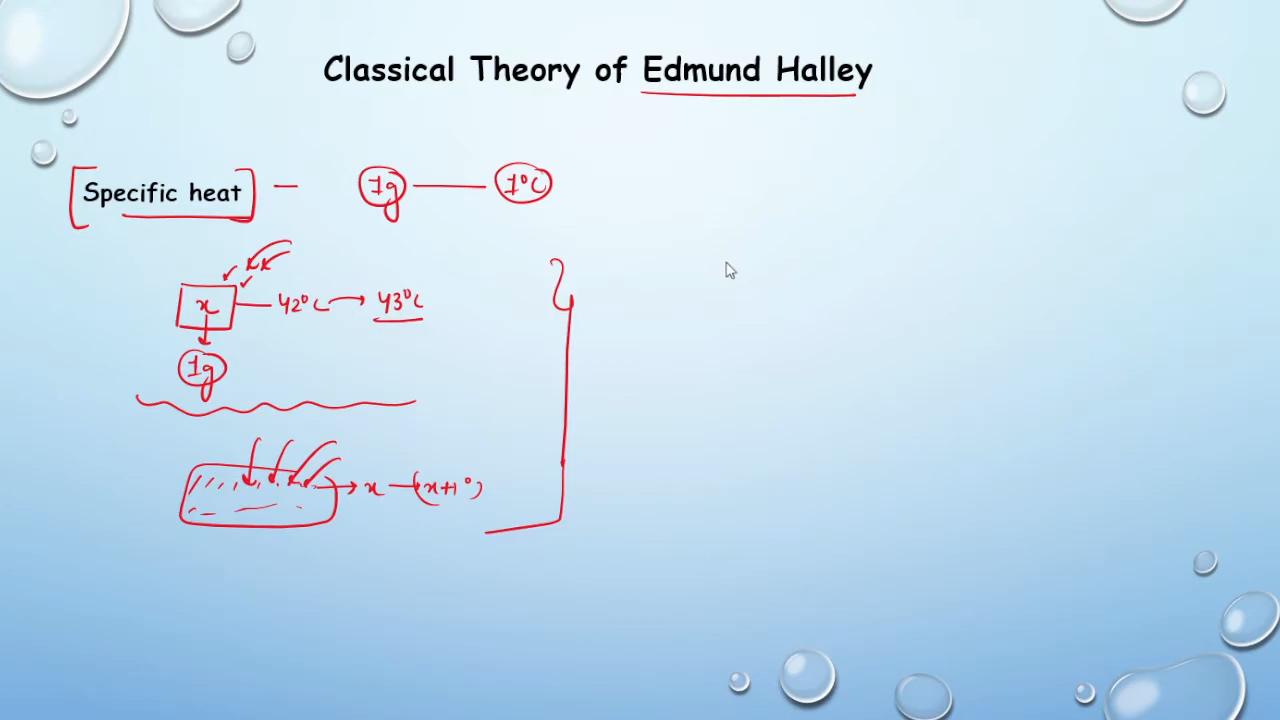 Classical Theory of Edmund Halley
Specific heat — 1g — 1°C
x — 42°C → 43°C
1g
x — (x+1°)